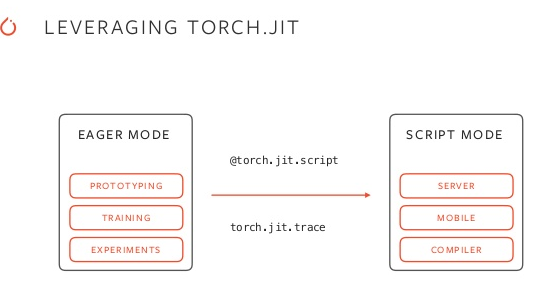 LEVERAGING TORCH.JIT
EAGER MODE
PROTOTYPING
TRAINING
EXPERIMENTS
@torch.jit.script
torch.jit.trace
SCRIPT MODE
SERVER
MOBILE
COMPILER